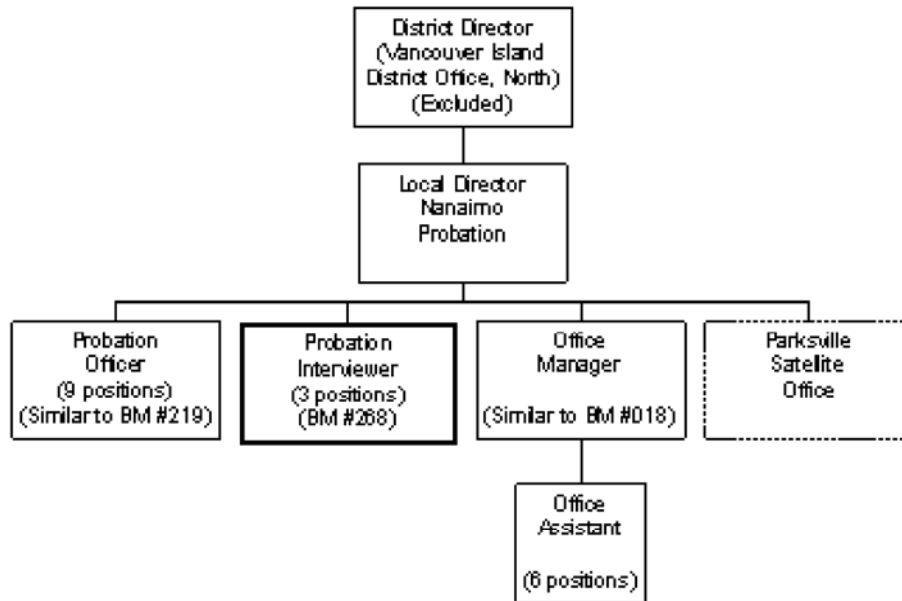 District Director
(Vancouver Island
District Office, North)
(Excluded)
Local Director
Nanaimo
Probation
Probation
Officer
(9 positions)
(Similar to BM #219)
Probation
Interviewer
(3 positions)
(BM #268)
Office
Manager
(Similar to BM #018)
Parksville
Satellite
Office
Office
Assistant
(6 positions)